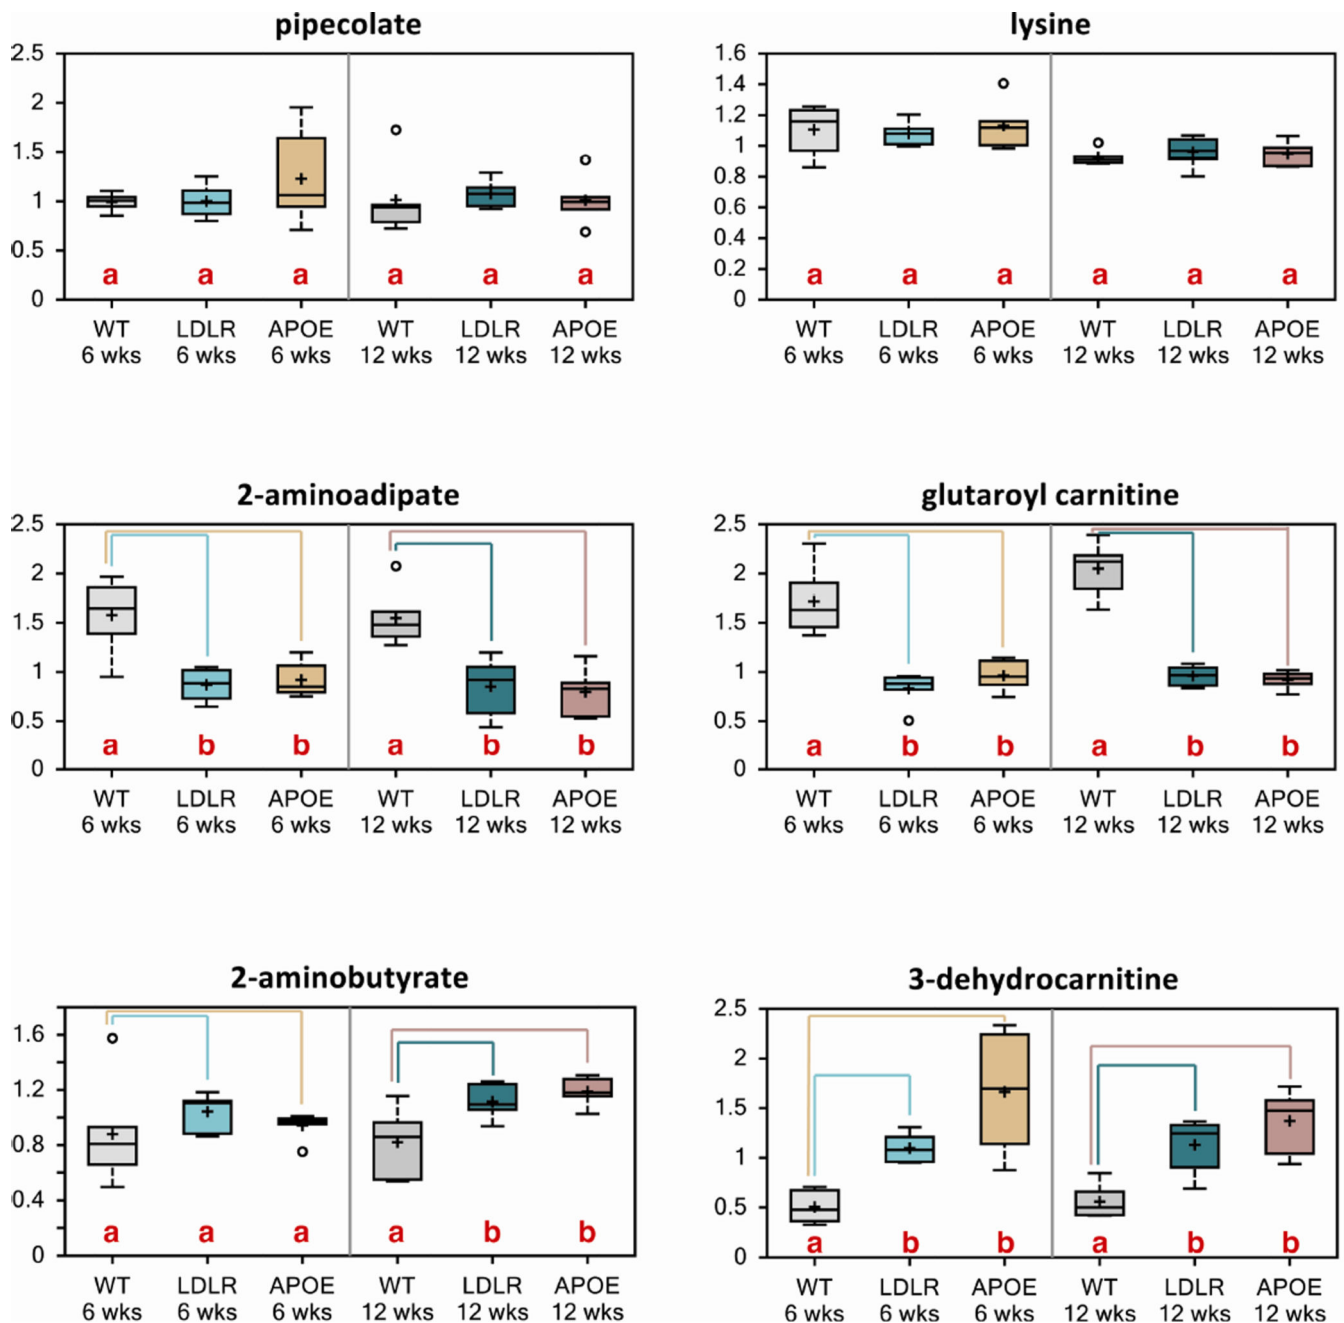 pipecolate
2.5
2
1.5
1
0.5
0
a a a a a a
WT LDLR APOE WT LDLR APOE
6 wks 6 wks 6 wks 12 wks 12 wks 12 wks
lysine
1.6
1.4
1.2
1
0.8
0.6
0.4
0.2
0
a a a a a a
WT LDLR APOE WT LDLR APOE
6 wks 6 wks 6 wks 12 wks 12 wks 12 wks
2-aminoadipate
2.5
2
1.5
1
0.5
0
a b b a b b
WT LDLR APOE WT LDLR APOE
6 wks 6 wks 6 wks 12 wks 12 wks 12 wks
glutaroyl carnitine
2.5
2
1.5
1
0.5
0
a b b a b b
WT LDLR APOE WT LDLR APOE
6 wks 6 wks 6 wks 12 wks 12 wks 12 wks
2-aminobutyrate
1.6
1.2
0.8
0.4
0
a a a a b b
WT LDLR APOE WT LDLR APOE
6 wks 6 wks 6 wks 12 wks 12 wks 12 wks
3-dehydrocarnitine
2.5
2
1.5
1
0.5
0
a b b a b b
WT LDLR APOE WT LDLR APOE
6 wks 6 wks 6 wks 12 wks 12 wks 12 wks